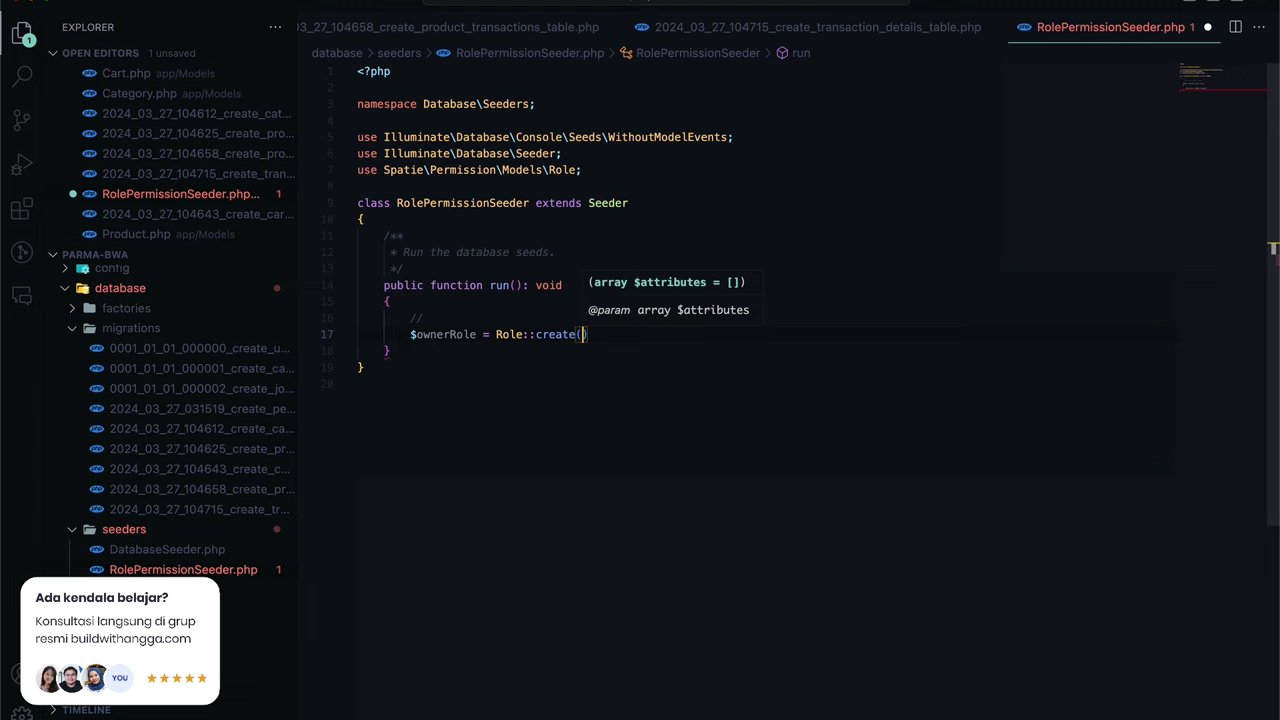 EXPLORER
OPEN EDITORS 1 unsaved
Cart.php app/Models
Category.php app/Models
2024_03_27_104612_create_cat...
2024_03_27_104625_create_pro...
2024_03_27_104658_create_pro...
2024_03_27_104715_create_tran...
RolePermissionSeeder.php... 1
2024_03_27_104643_create_car...
Product.php app/Models
PARMA-BWA
config
database
factories
migrations
0001_01_01_000000_create_u...
0001_01_01_000001_create_ca...
0001_01_01_000002_create_jo...
2024_03_27_031519_create_pe...
2024_03_27_104612_create_ca...
2024_03_27_104625_create_pr...
2024_03_27_104643_create_c...
2024_03_27_104658_create_pr...
2024_03_27_104715_create_tr...
seeders
DatabaseSeeder.php
RolePermissionSeeder.php 1
Ada kendala belajar?
Konsultasi langsung di grup
resmi buildwithangga.com
YOU
TIMELINE
03_27_104658_create_product_transactions_table.php 2024_03_27_104715_create_transaction_details_table.php RolePermissionSeeder.php 1
database > seeders > RolePermissionSeeder.php > RolePermissionSeeder > run
1 <?php
2
3 namespace Database\Seeders;
4
5 use Illuminate\Database\Console\Seeds\WithoutModelEvents;
6 use Illuminate\Database\Seeder;
7 use Spatie\Permission\Models\Role;
8
9 class RolePermissionSeeder extends Seeder
10 {
11 /**
12 * Run the database seeds.
13 */
14 public function run(): void
15 {
16 //
17 $ownerRole = Role::create()
18 }
19 }
20
(array $attributes = [])
@param array $attributes